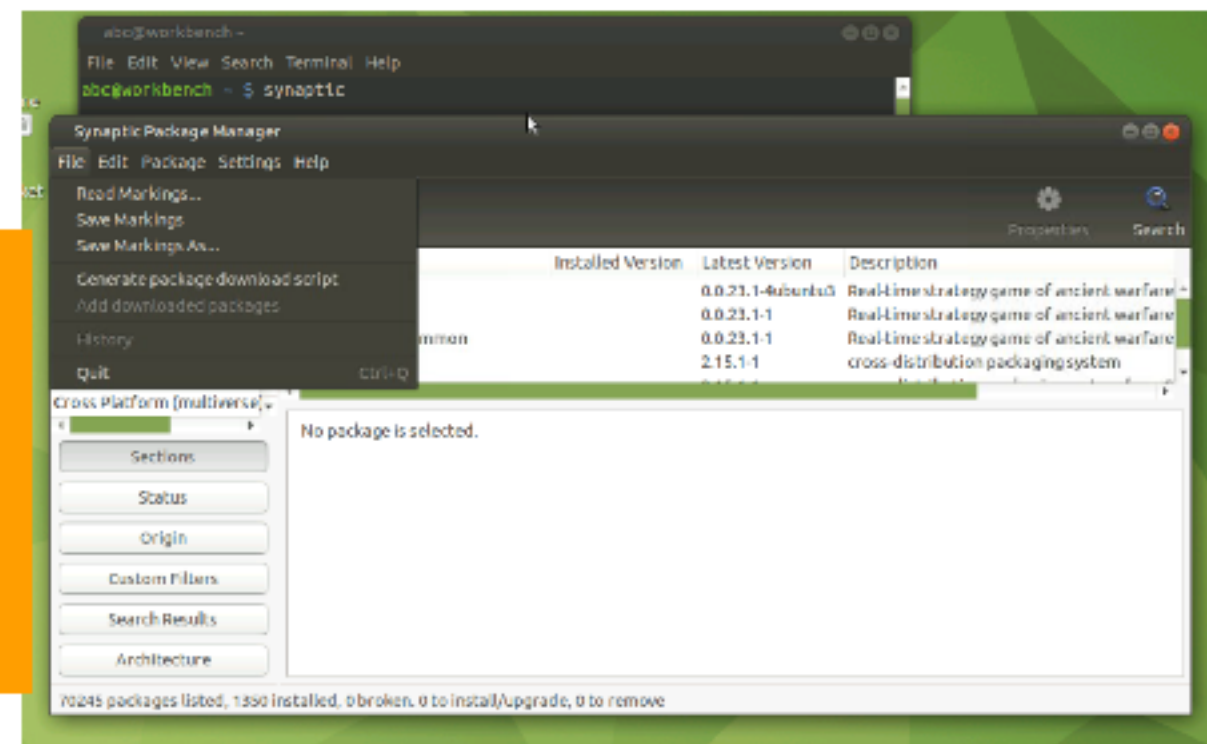 abc@workbench ~
File Edit View Search Terminal Help
abc@workbench ~ $ synaptic
Synaptic Package Manager
File Edit Package Settings Help
Read Markings...
Save Markings
Save Markings As...
Generate package download script
Add downloaded packages
History
Quit Ctrl+Q
Properties Search
Installed Version Latest Version Description
0.0.23.1-4ubuntu3 Real-time strategy game of ancient warfare
0.0.23.1-1 Real-time strategy game of ancient warfare
mmon 0.0.23.1-1 Real-time strategy game of ancient warfare
2.15.1-1 cross-distribution packaging system
Cross Platform (multiverse)
No package is selected.
Sections
Status
Origin
Custom Filters
Search Results
Architecture
70245 packages listed, 1350 installed, 0 broken. 0 to install/upgrade, 0 to remove